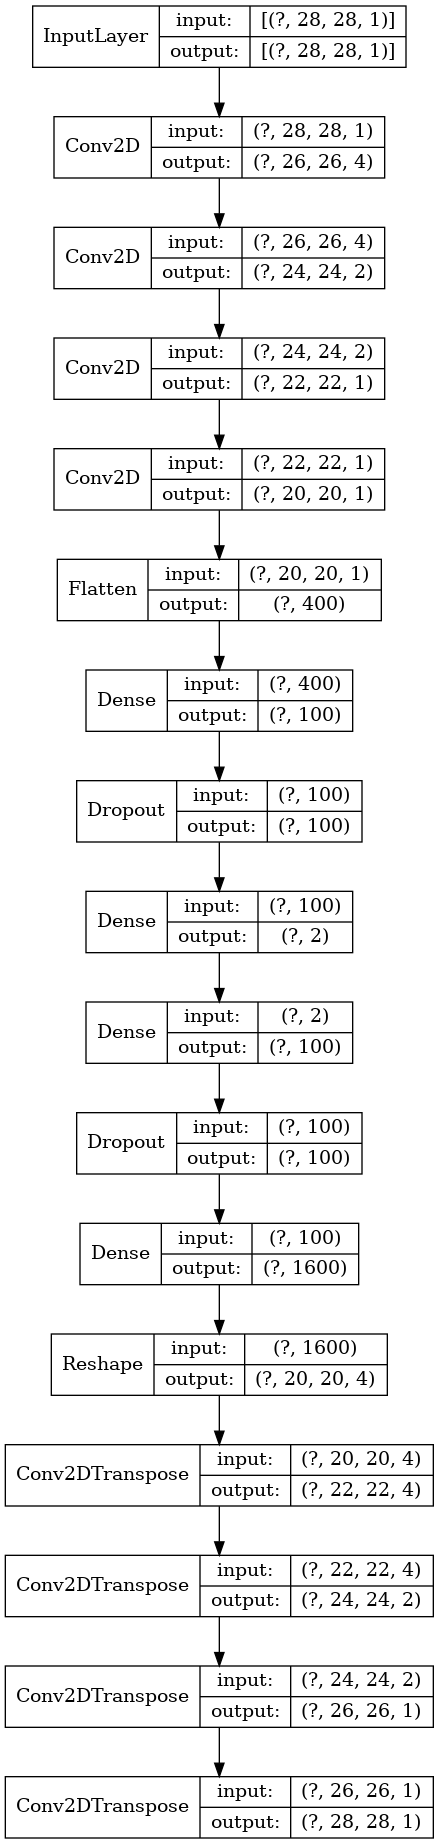 InputLayer
input: [(?, 28, 28, 1)]
output: [(?, 28, 28, 1)]
Conv2D
input: (?, 28, 28, 1)
output: (?, 26, 26, 4)
Conv2D
input: (?, 26, 26, 4)
output: (?, 24, 24, 2)
Conv2D
input: (?, 24, 24, 2)
output: (?, 22, 22, 1)
Conv2D
input: (?, 22, 22, 1)
output: (?, 20, 20, 1)
Flatten
input: (?, 20, 20, 1)
output: (?, 400)
Dense
input: (?, 400)
output: (?, 100)
Dropout
input: (?, 100)
output: (?, 100)
Dense
input: (?, 100)
output: (?, 2)
Dense
input: (?, 2)
output: (?, 100)
Dropout
input: (?, 100)
output: (?, 100)
Dense
input: (?, 100)
output: (?, 1600)
Reshape
input: (?, 1600)
output: (?, 20, 20, 4)
Conv2DTranspose
input: (?, 20, 20, 4)
output: (?, 22, 22, 4)
Conv2DTranspose
input: (?, 22, 22, 4)
output: (?, 24, 24, 2)
Conv2DTranspose
input: (?, 24, 24, 2)
output: (?, 26, 26, 1)
Conv2DTranspose
input: (?, 26, 26, 1)
output: (?, 28, 28, 1)